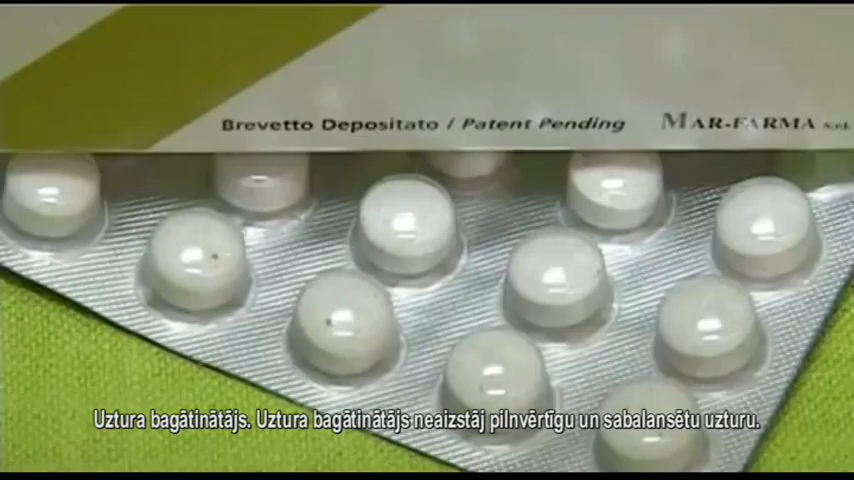 Brevetto Depositato / Patent Pending MAR-FARMA s.r.l.
Uztura bagātinātājs. Uztura bagātinātājs neaizstāj pilnvērtīgu un sabalansētu uzturu.